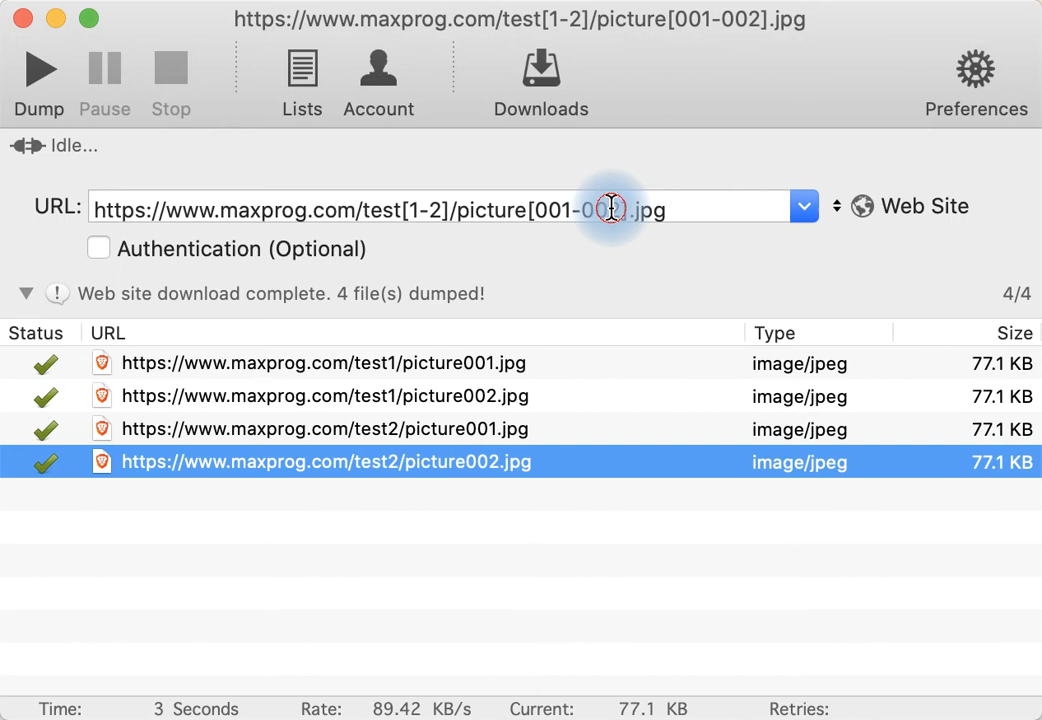 https://www.maxprog.com/test[1-2]/picture[001-002].jpg
Dump Pause Stop Lists Account Downloads Preferences
Idle...
URL: https://www.maxprog.com/test[1-2]/picture[001-002].jpg Web Site
Authentication (Optional)
Web site download complete. 4 file(s) dumped! 4/4
Status URL Type Size
https://www.maxprog.com/test1/picture001.jpg image/jpeg 77.1 KB
https://www.maxprog.com/test1/picture002.jpg image/jpeg 77.1 KB
https://www.maxprog.com/test2/picture001.jpg image/jpeg 77.1 KB
https://www.maxprog.com/test2/picture002.jpg image/jpeg 77.1 KB
Time: 3 Seconds Rate: 89.42 KB/s Current: 77.1 KB Retries: